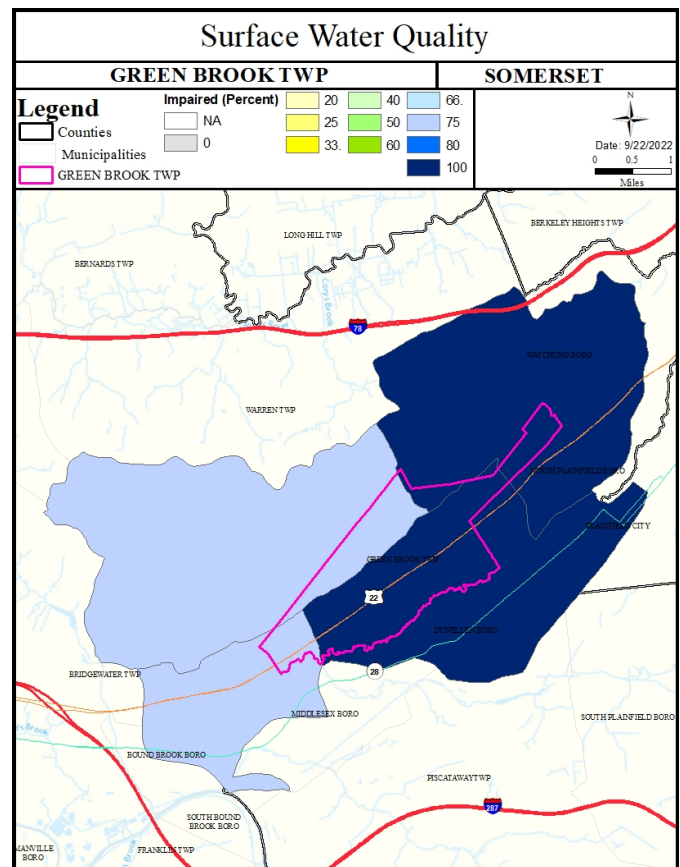 Surface Water Quality
GREEN BROOK TWP
SOMERSET
Legend
Counties
Municipalities
GREEN BROOK TWP
Impaired (Percent)
NA
0
20
25
33.
40
50
60
66.
75
80
100
N
Date: 9/22/2022
0 0.5 1
Miles
LONG HILL TWP
BERKELEY HEIGHTS TWP
BERNARDS TWP
Corys Brook
78
WATCHUNG BORO
WARREN TWP
NORTH PLAINFIELD BORO
PLAINFIELD CITY
GREEN BROOK TWP
22
DUNELLEN BORO
28
BRIDGEWATER TWP
MIDDLESEX BORO
SOUTH PLAINFIELD BORO
Brook
BOUND BROOK BORO
PISCATAWAY TWP
287
SOUTH BOUND
BROOK BORO
MANVILLE
BORO
FRANKLIN TWP